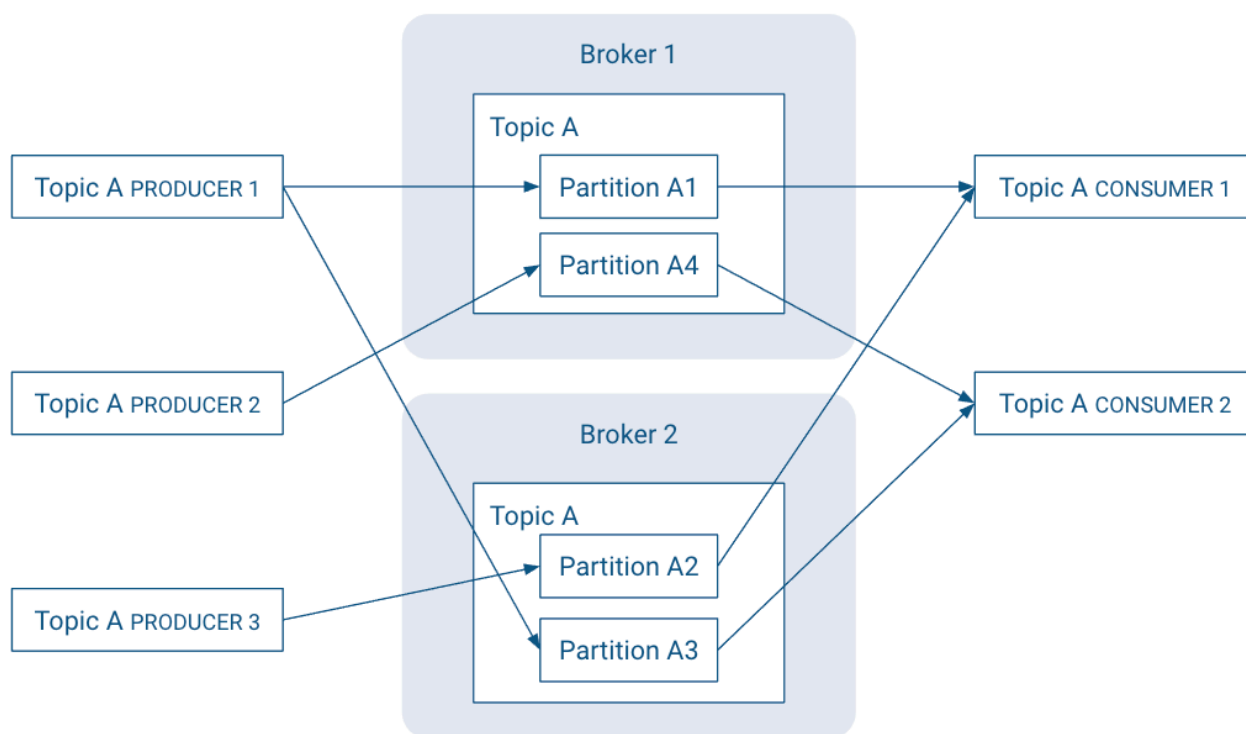 Broker 1
Topic A
Topic A PRODUCER 1
Partition A1
Topic A CONSUMER 1
Partition A4
Topic A PRODUCER 2
Topic A CONSUMER 2
Broker 2
Topic A
Partition A2
Topic A PRODUCER 3
Partition A3